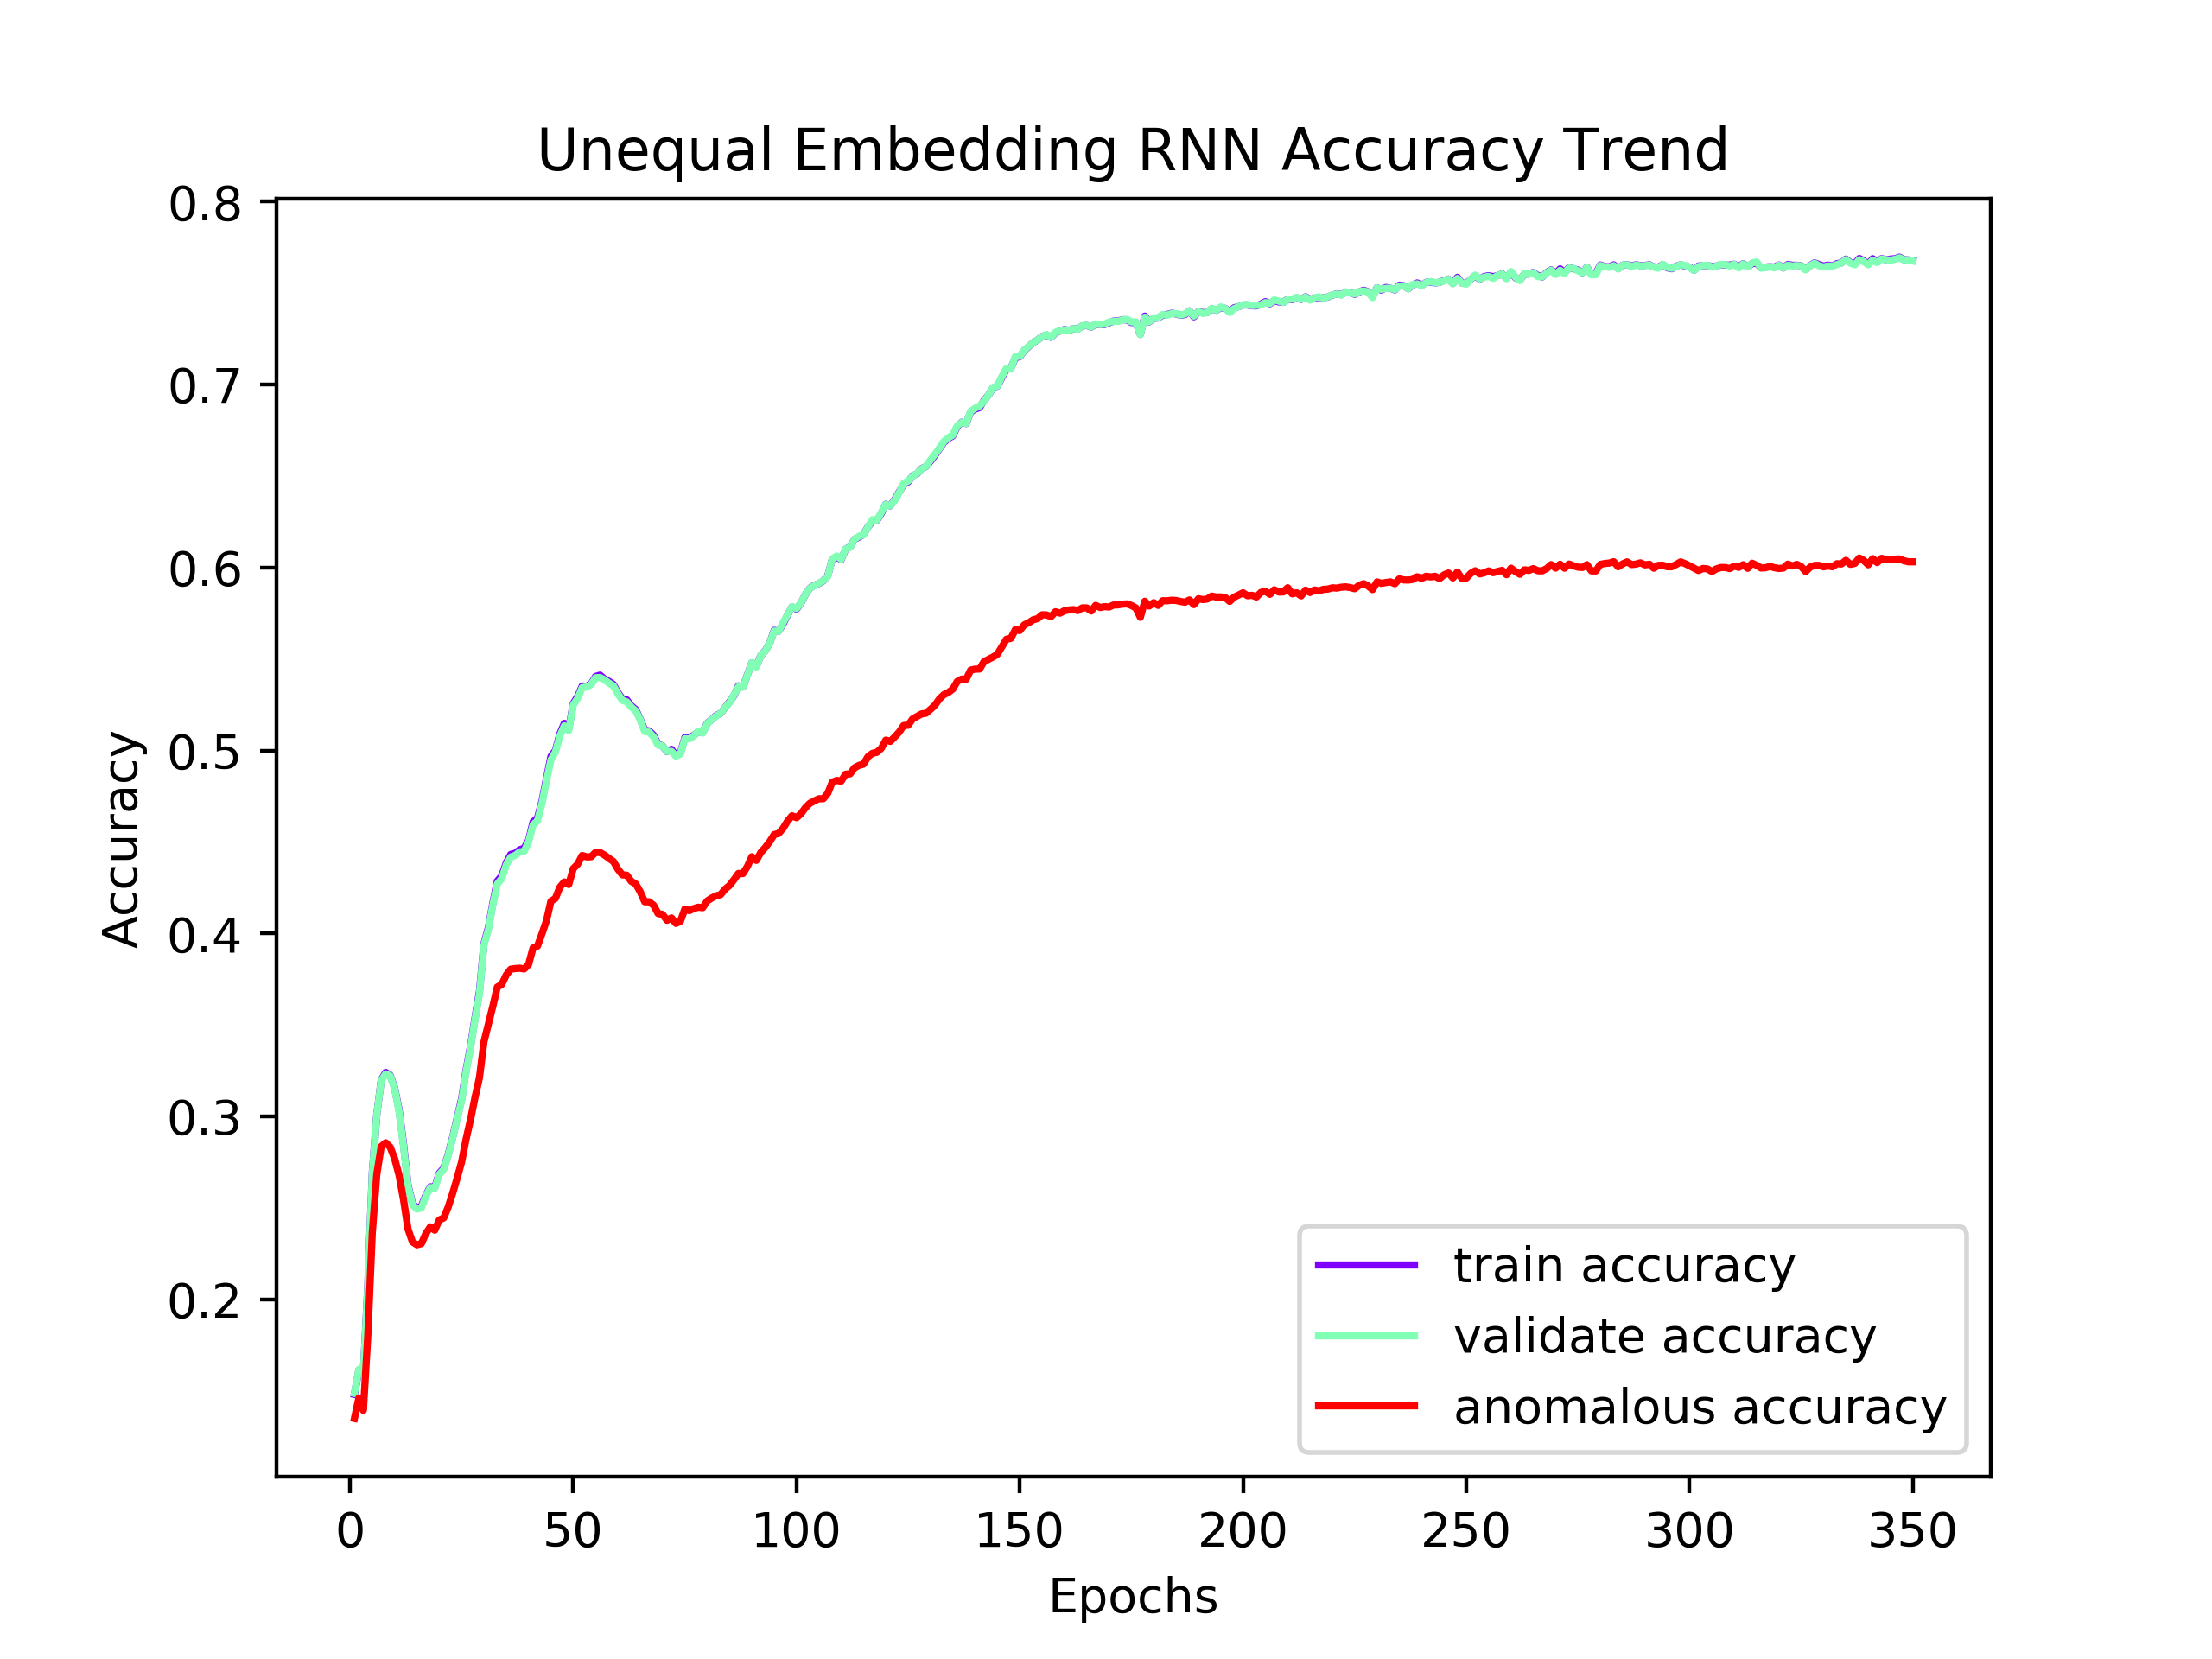 Unequal Embedding RNN Accuracy Trend
0.8
0.7
0.6
0.5
0.4
0.3
0.2
Accuracy
train accuracy
validate accuracy
anomalous accuracy
0 50 100 150 200 250 300 350
Epochs